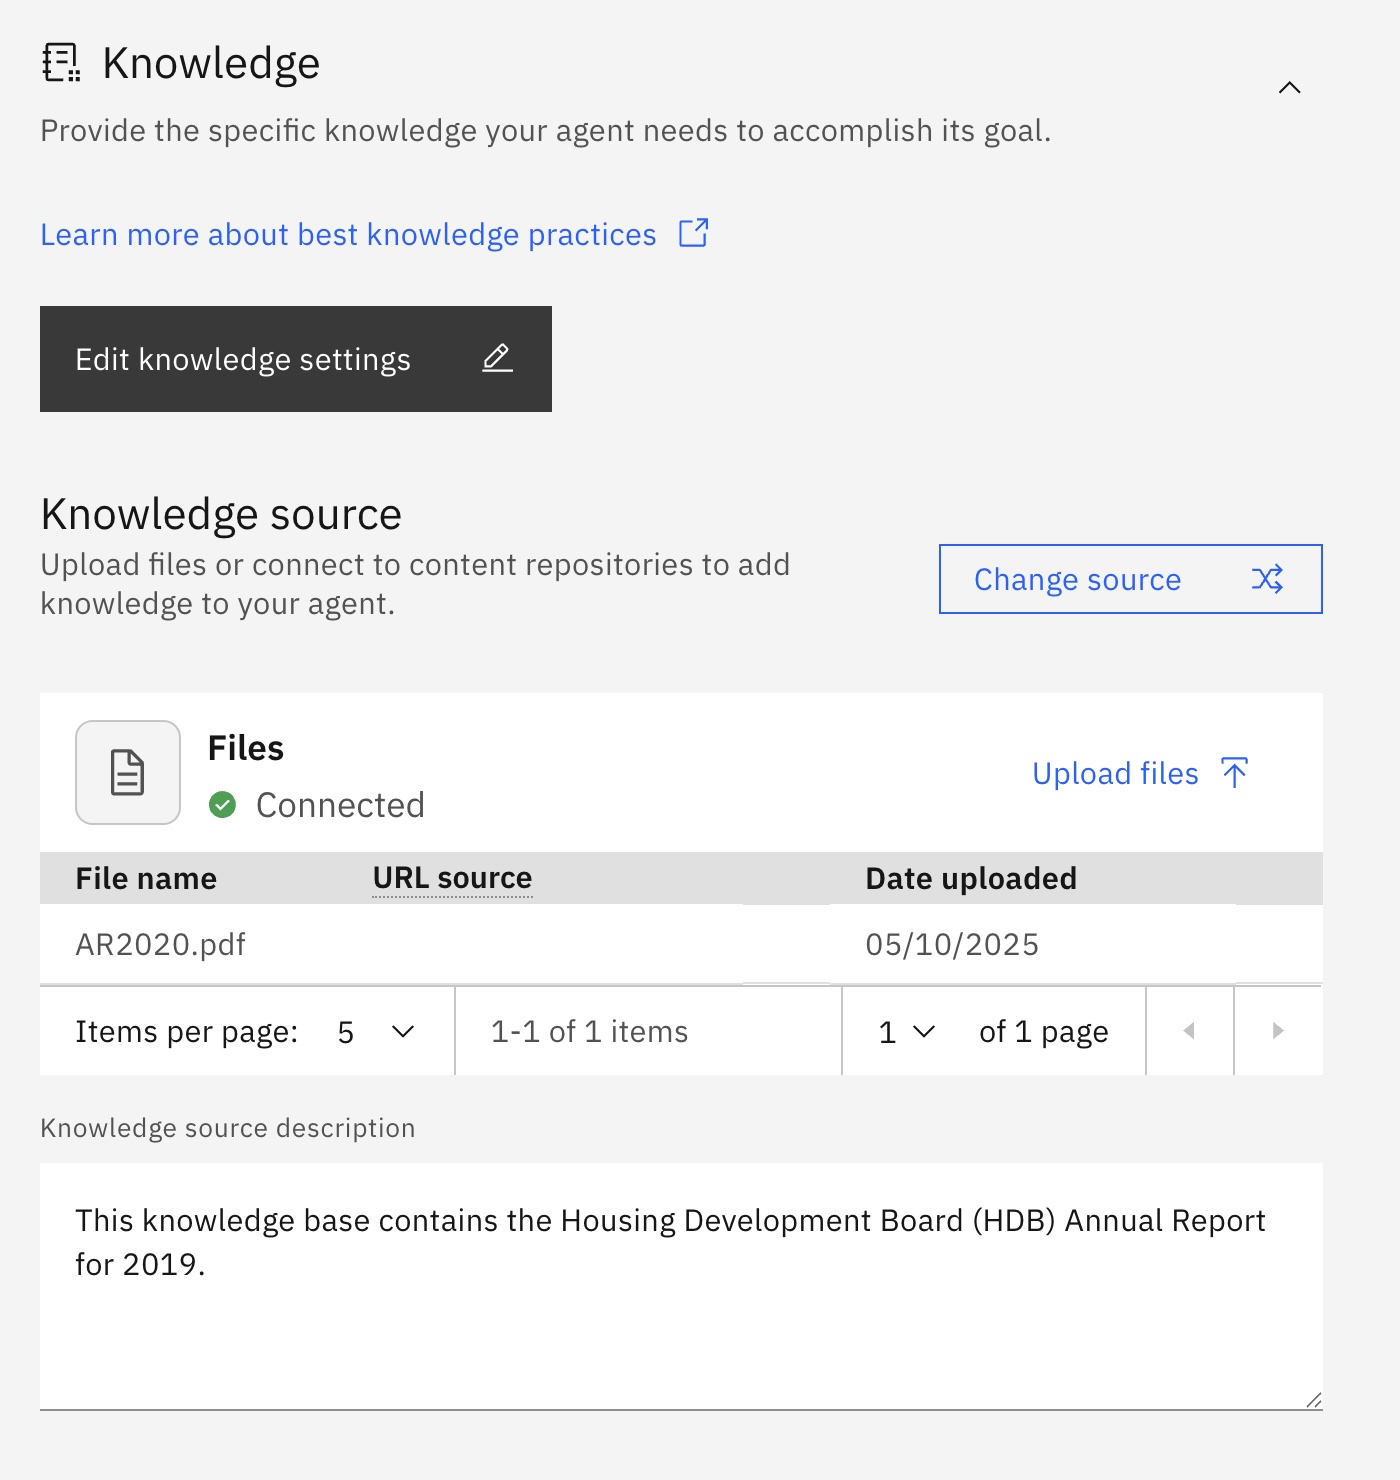 Knowledge
Provide the specific knowledge your agent needs to accomplish its goal.
Learn more about best knowledge practices
Edit knowledge settings
Knowledge source
Upload files or connect to content repositories to add
knowledge to your agent.
Change source
Files
Connected
Upload files
File name URL source Date uploaded
AR2020.pdf 05/10/2025
Items per page: 5 1-1 of 1 items 1 of 1 page
Knowledge source description
This knowledge base contains the Housing Development Board (HDB) Annual Report
for 2019.